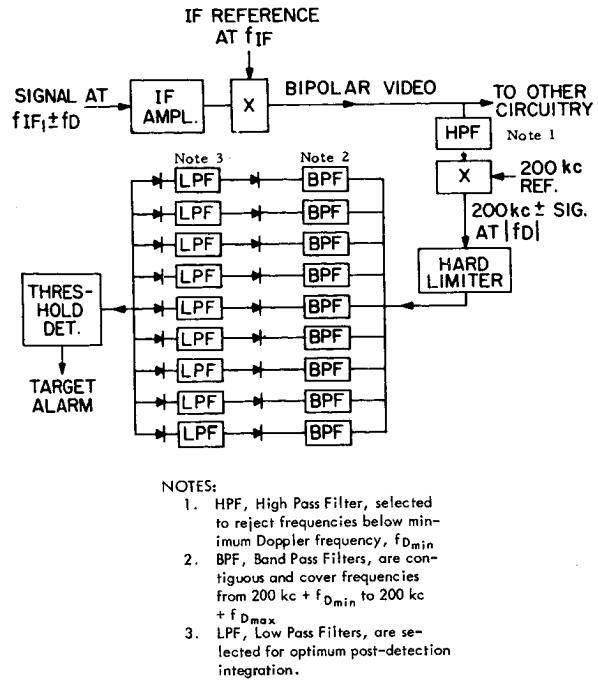 IF REFERENCE
AT fIF
SIGNAL AT
fIF1±fD
IF
AMPL.
X
BIPOLAR VIDEO
TO OTHER
CIRCUITRY
HPF
Note 1
X
200 kc
REF.
200 kc ± SIG.
AT |fD|
HARD
LIMITER
Note 3
Note 2
LPF
BPF
LPF
BPF
LPF
BPF
LPF
BPF
LPF
BPF
LPF
BPF
LPF
BPF
LPF
BPF
LPF
BPF
THRES-
HOLD
DET.
TARGET
ALARM
NOTES:
1. HPF, High Pass Filter, selected
to reject frequencies below min-
imum Doppler frequency, fDmin
2. BPF, Band Pass Filters, are con-
tiguous and cover frequencies
from 200 kc + fDmin to 200 kc
+ fDmax
3. LPF, Low Pass Filters, are se-
lected for optimum post-detection
integration.